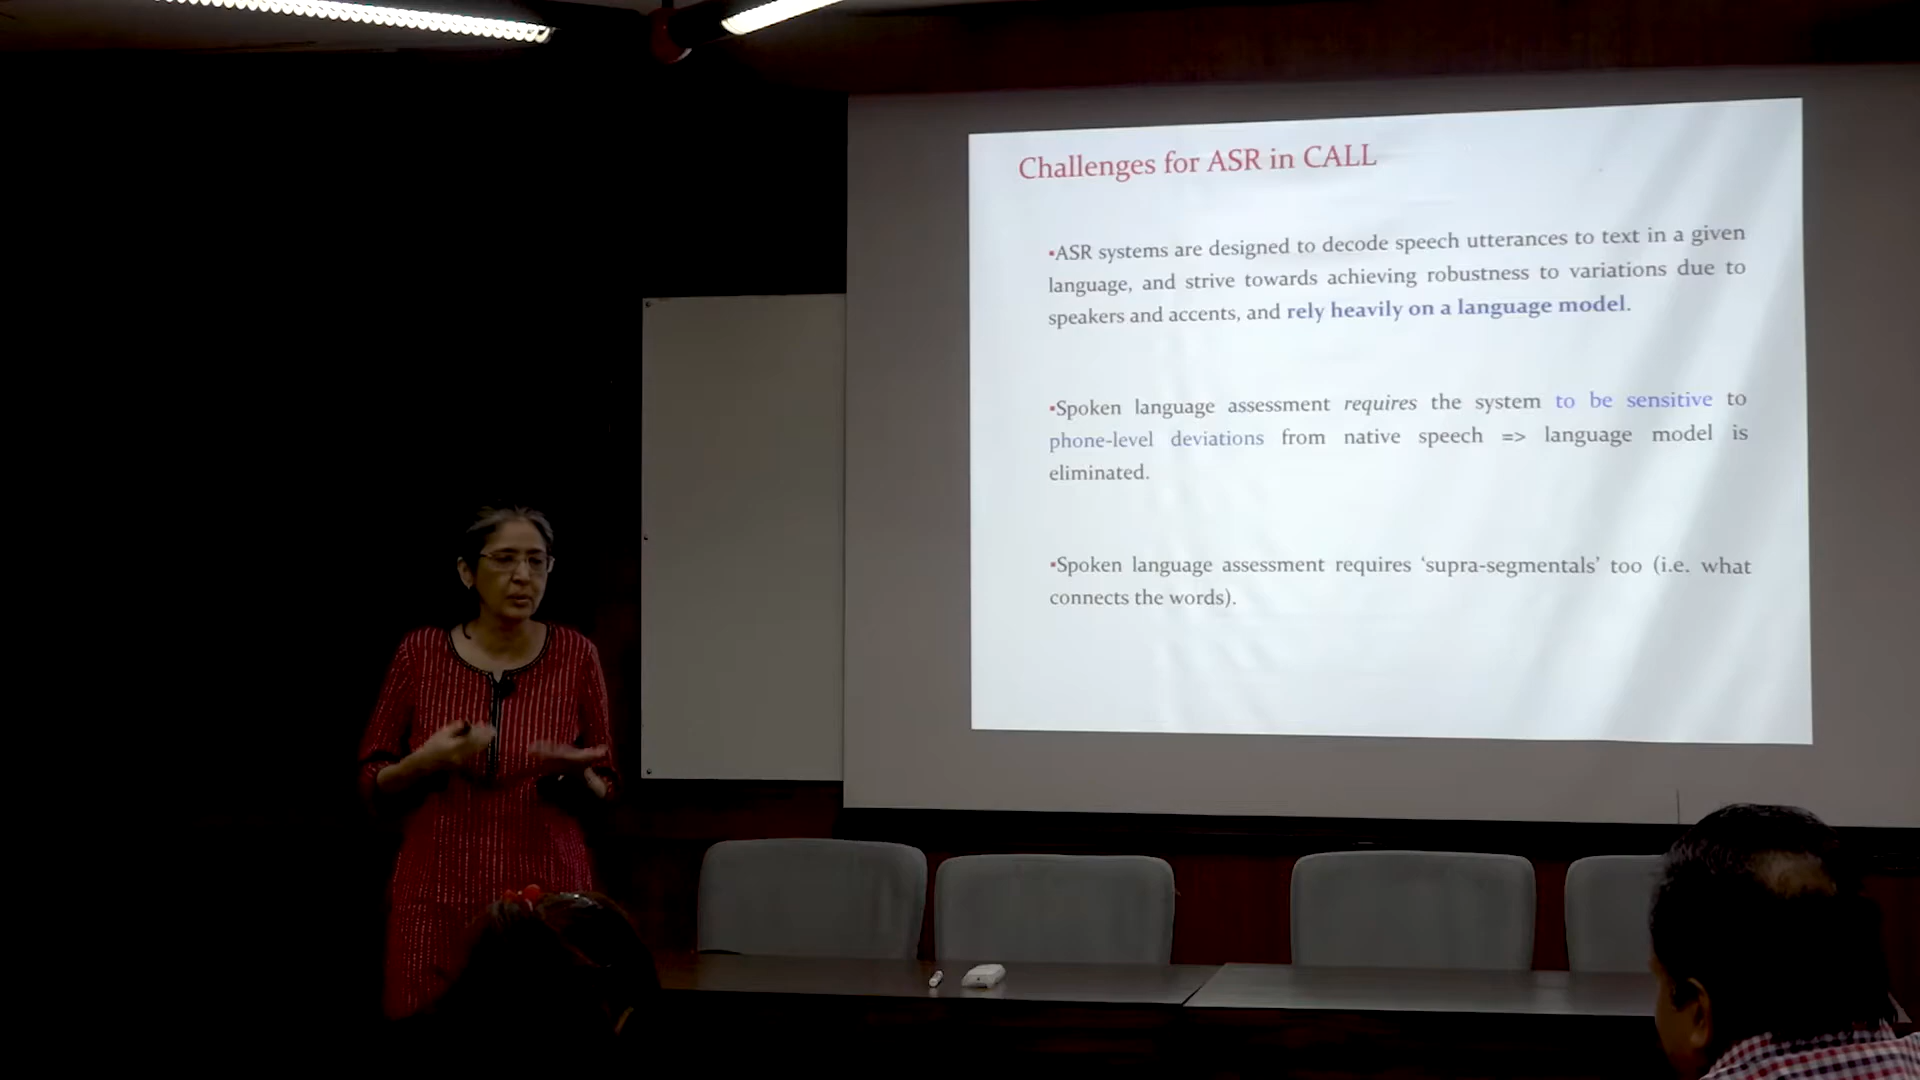 Challenges for ASR in CALL
▪ASR systems are designed to decode speech utterances to text in a given
language, and strive towards achieving robustness to variations due to
speakers and accents, and rely heavily on a language model.
▪Spoken language assessment requires the system to be sensitive to
phone-level deviations from native speech => language model is
eliminated.
▪Spoken language assessment requires ‘supra-segmentals’ too (i.e. what
connects the words).